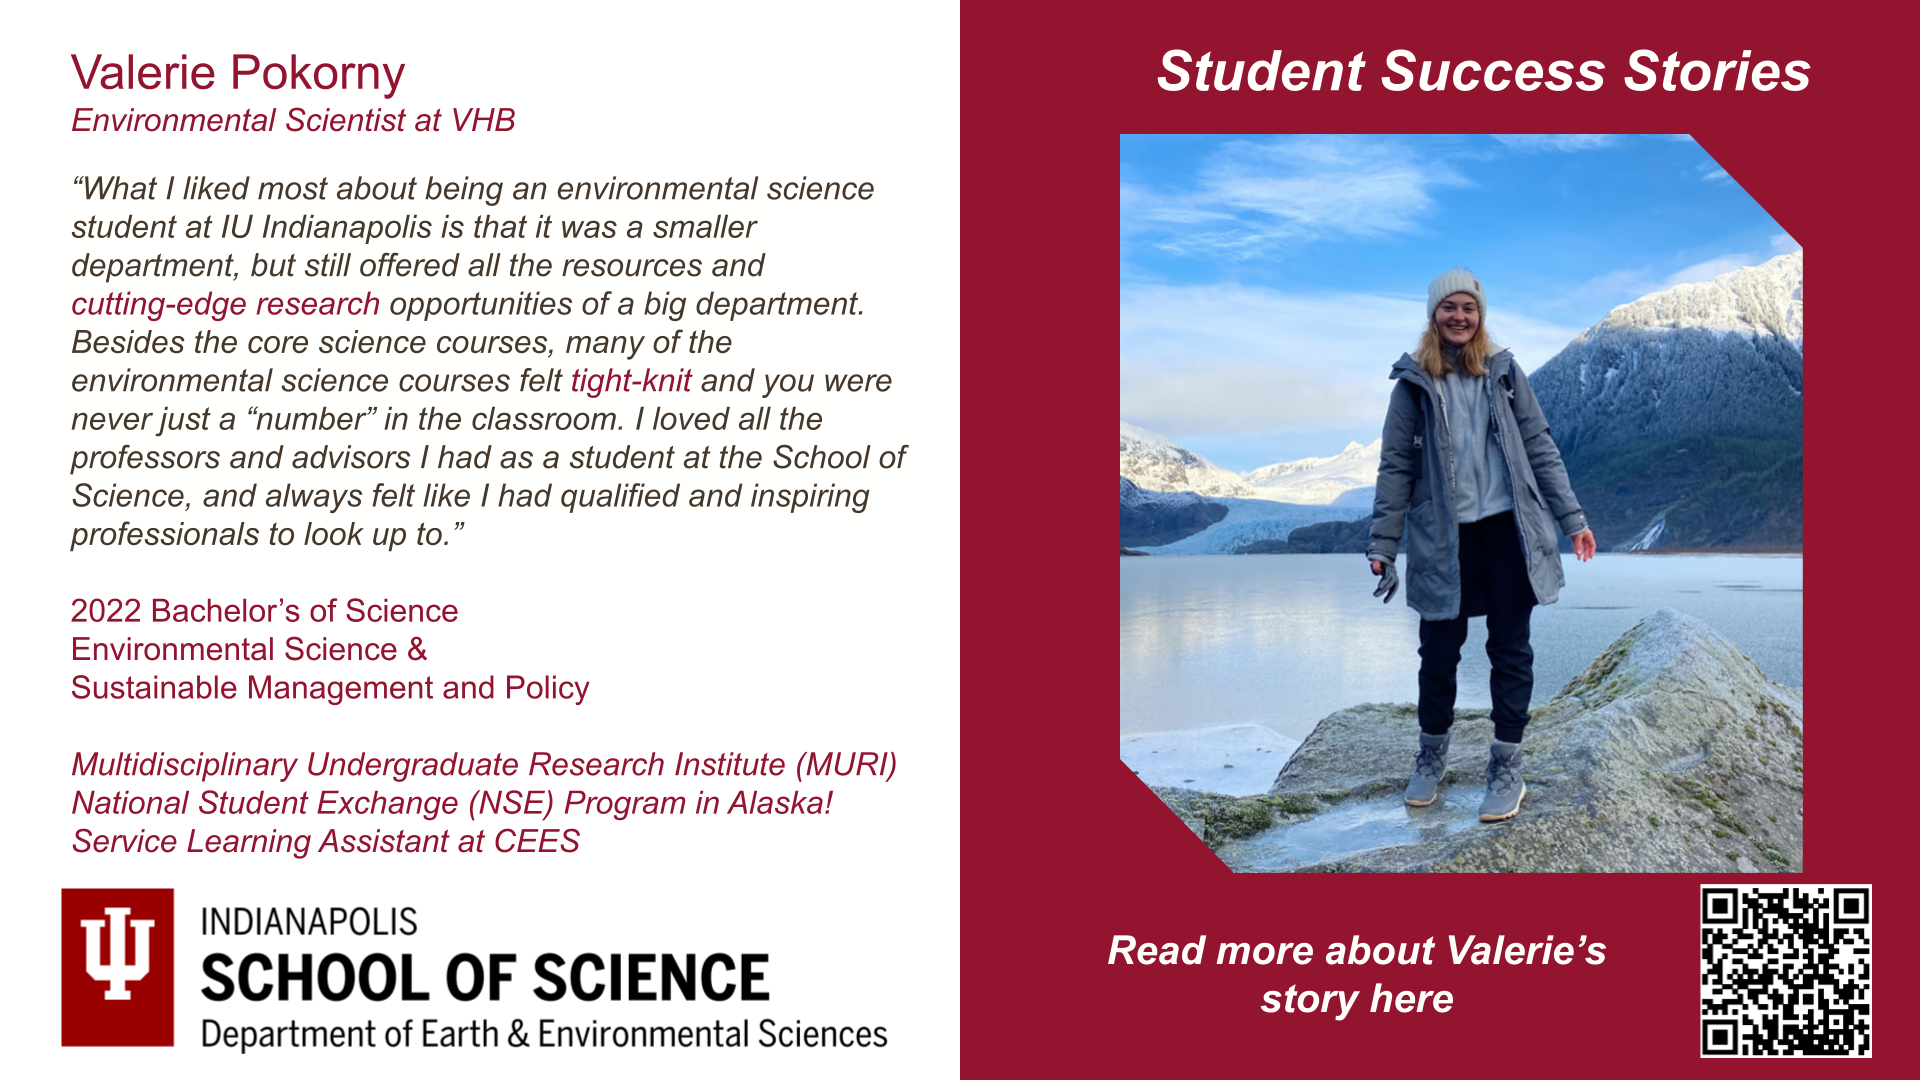 Valerie Pokorny
Environmental Scientist at VHB
“What I liked most about being an environmental science
student at IU Indianapolis is that it was a smaller
department, but still offered all the resources and
cutting-edge research opportunities of a big department.
Besides the core science courses, many of the
environmental science courses felt tight-knit and you were
never just a “number” in the classroom. I loved all the
professors and advisors I had as a student at the School of
Science, and always felt like I had qualified and inspiring
professionals to look up to.”
2022 Bachelor’s of Science
Environmental Science &
Sustainable Management and Policy
Multidisciplinary Undergraduate Research Institute (MURI)
National Student Exchange (NSE) Program in Alaska!
Service Learning Assistant at CEES
INDIANAPOLIS
SCHOOL OF SCIENCE
Department of Earth & Environmental Sciences
Student Success Stories
Read more about Valerie’s
story here